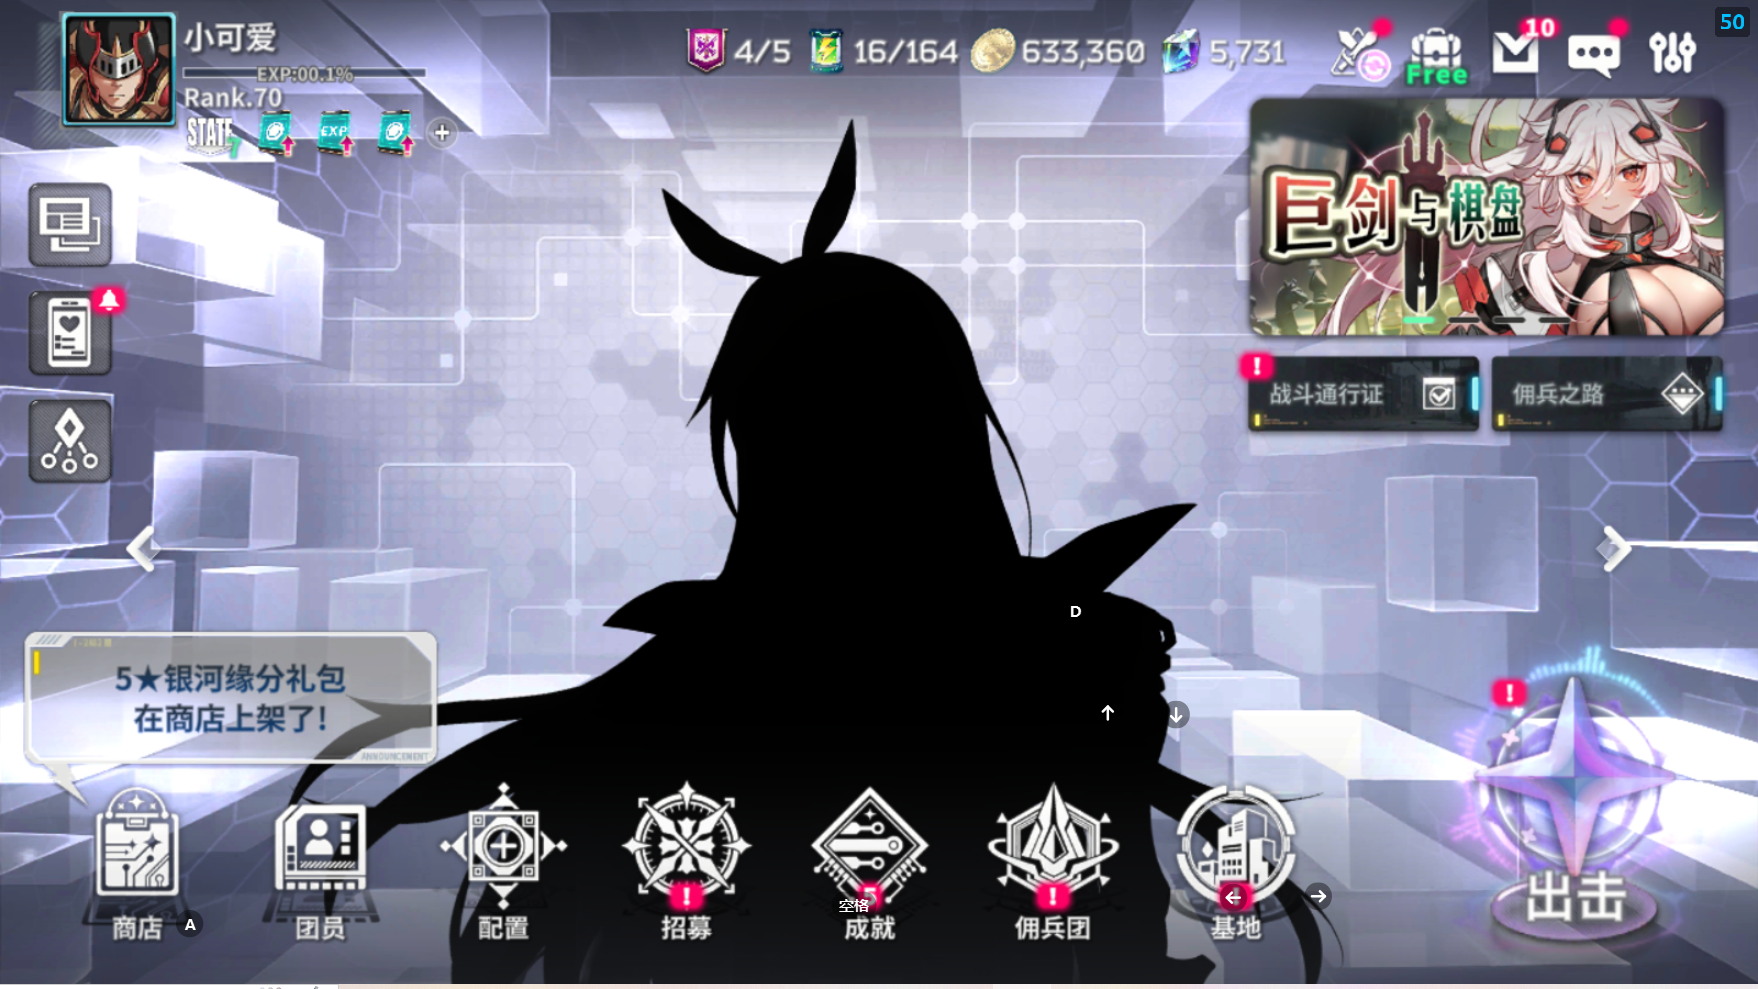 小可爱
EXP:00.1%
Rank.70
STATE
7
EXP
4/5
16/164
633,360
5,731
Free
10
50
巨剑与棋盘
战斗通行证
佣兵之路
D
5★银河缘分礼包
在商店上架了!
ANNOUNCEMENT
5
空格
商店
A
团员
配置
招募
成就
佣兵团
基地
出击